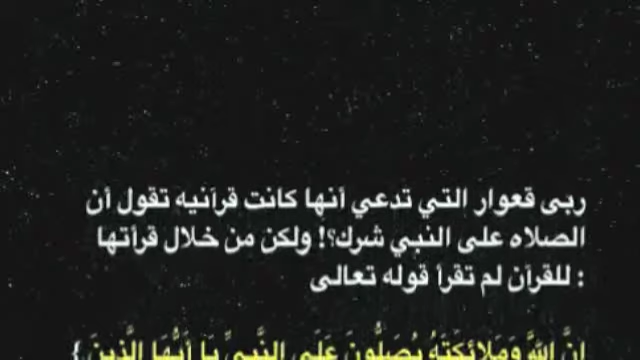 ربى قعوار التي تدعي أنها كانت قرآنيه تقول أن
الصلاه على النبي شرك؟! ولكن من خلال قرأتها
للقرآن لم تقرأ قوله تعالى :
{ إِنَّ اللَّهَ وَمَلَائِكَتَهُ يُصَلُّونَ عَلَى النَّبِيِّ يَا أَيُّهَا الَّذِينَ